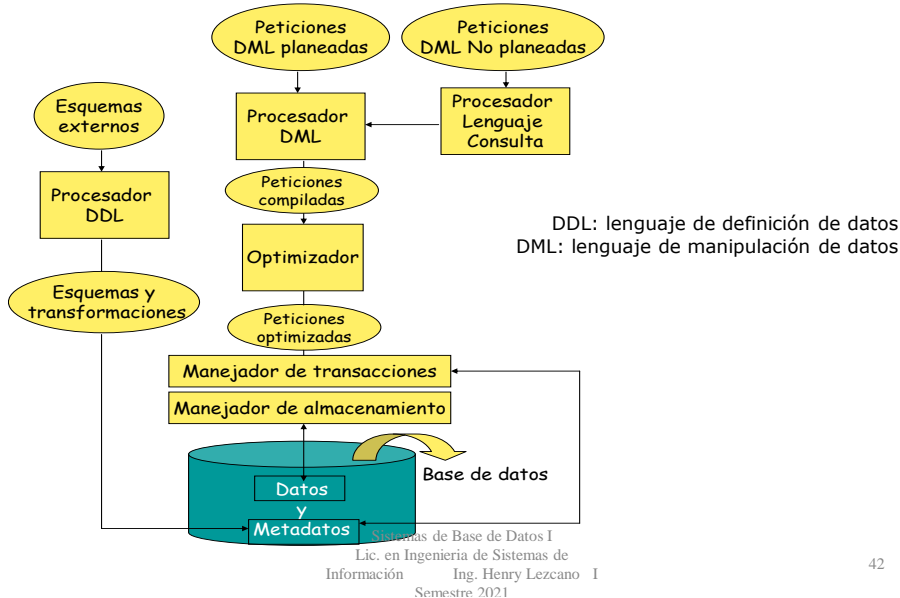 Peticiones
DML planeadas
Peticiones
DML No planeadas
Esquemas
externos
Procesador
DML
Procesador
Lenguaje
Consulta
Procesador
DDL
Peticiones
compiladas
DDL: lenguaje de definición de datos
DML: lenguaje de manipulación de datos
Optimizador
Esquemas y
transformaciones
Peticiones
optimizadas
Manejador de transacciones
Manejador de almacenamiento
Base de datos
Datos
y
Metadatos
Sistemas de Base de Datos I
Lic. en Ingenieria de Sistemas de
Información Ing. Henry Lezcano I
Semestre 2021
42